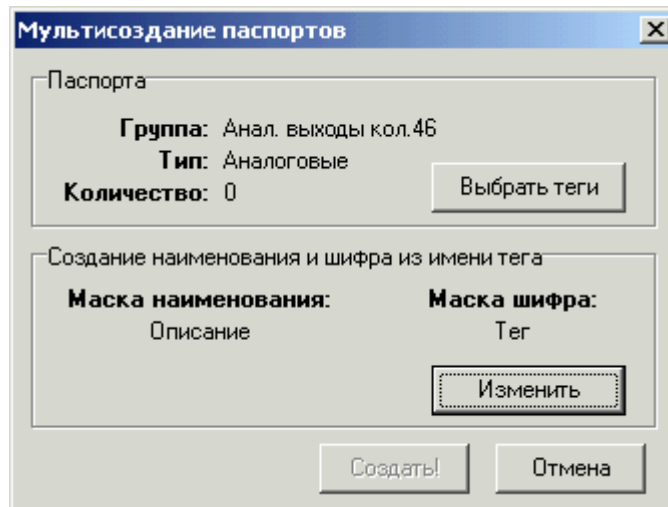 Мультисоздание паспортов
Паспорта
Группа: Анал. выходы кол.46
Тип: Аналоговые
Количество: 0
Выбрать теги
Создание наименования и шифра из имени тега
Маска наименования: Маска шифра:
Описание Тег
Изменить
Создать! Отмена